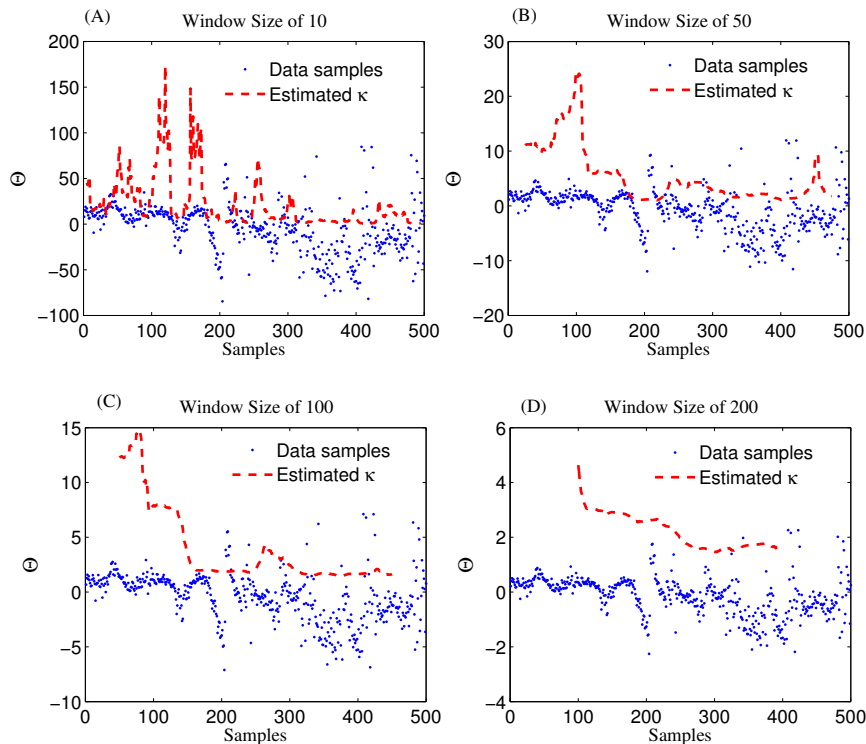 (A)
Window Size of 10
200
150
100
50
0
−50
−100
Θ
Data samples
Estimated κ
0 100 200 300 400 500
Samples
(B)
Window Size of 50
30
20
10
0
−10
−20
Θ
Data samples
Estimated κ
0 100 200 300 400 500
Samples
(C)
Window Size of 100
15
10
5
0
−5
−10
Θ
Data samples
Estimated κ
0 100 200 300 400 500
Samples
(D)
Window Size of 200
6
4
2
0
−2
−4
Θ
Data samples
Estimated κ
0 100 200 300 400 500
Samples